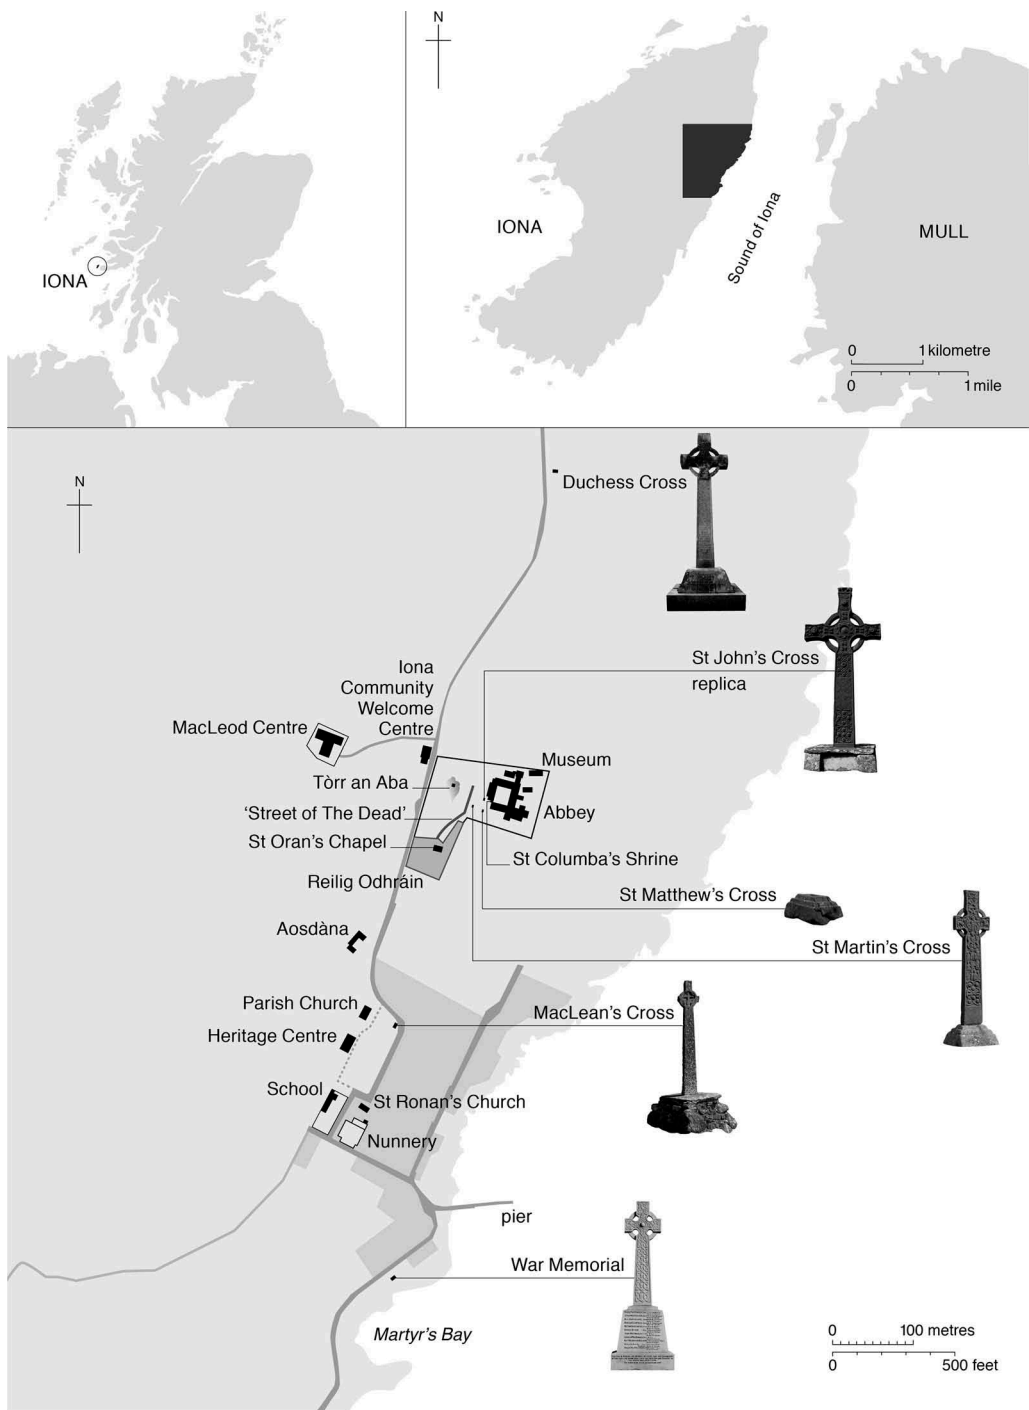 N
IONA
IONA
Sound of Iona
MULL
0 1 kilometre
0 1 mile
N
Duchess Cross
St John's Cross
replica
Iona
Community
Welcome
Centre
MacLeod Centre
Museum
Tòrr an Aba
'Street of The Dead'
Abbey
St Oran's Chapel
St Columba's Shrine
Reilig Odhráin
St Matthew's Cross
Aosdàna
St Martin's Cross
Parish Church
MacLean's Cross
Heritage Centre
School
St Ronan's Church
Nunnery
pier
War Memorial
Martyr's Bay
0 100 metres
0 500 feet